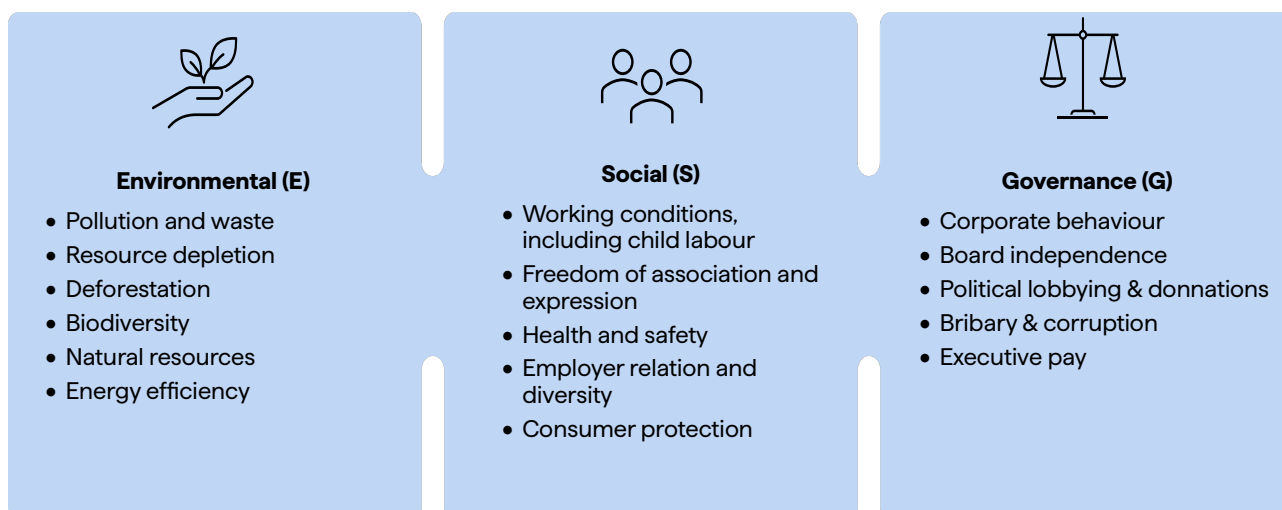 Environmental (E)
• Pollution and waste
• Resource depletion
• Deforestation
• Biodiversity
• Natural resources
• Energy efficiency
Social (S)
• Working conditions,
including child labour
• Freedom of association and
expression
• Health and safety
• Employer relation and
diversity
• Consumer protection
Governance (G)
• Corporate behaviour
• Board independence
• Political lobbying & donnations
• Bribary & corruption
• Executive pay